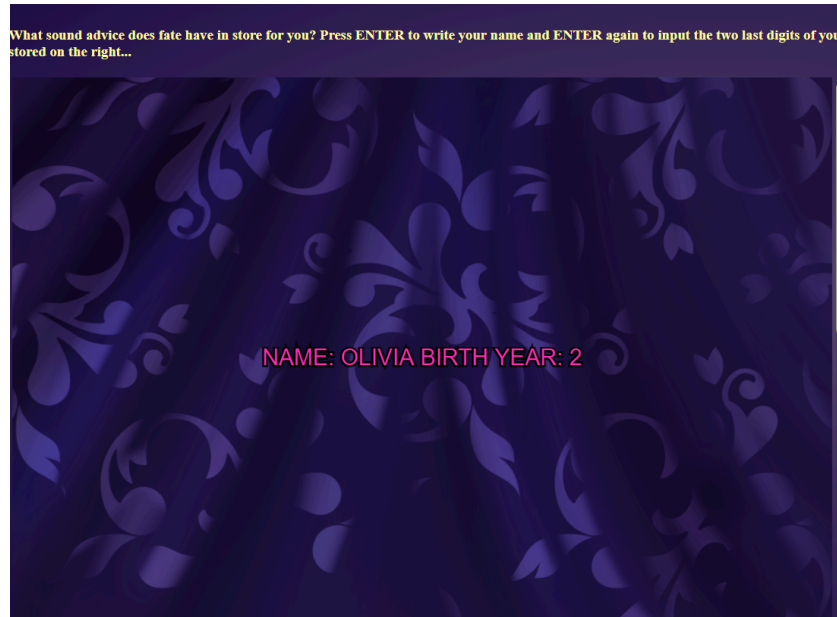 What sound advice does fate have in store for you? Press ENTER to write your name and ENTER again to input the two last digits of
stored on the right...
NAME: OLIVIA BIRTH YEAR: 2